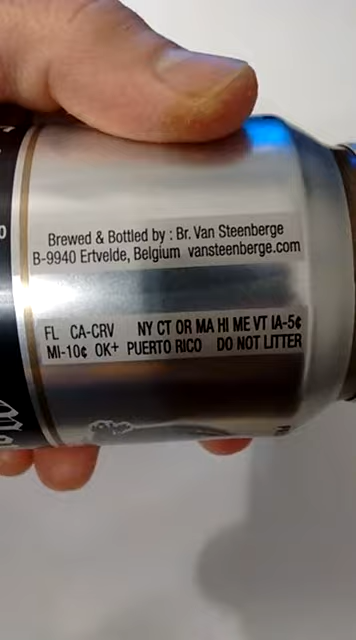 Brewed & Bottled by : Br. Van Steenberge
B-9940 Ertvelde, Belgium vansteenberge.com
FL CA-CRV NY CT OR MA HI ME VT IA-5¢
MI-10¢ OK+ PUERTO RICO DO NOT LITTER